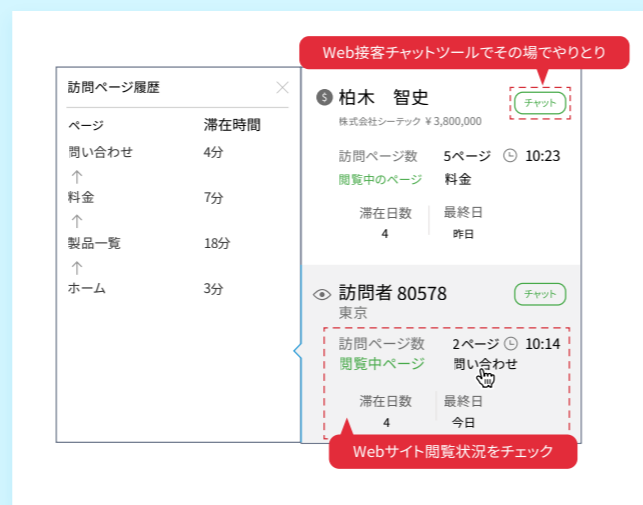 Web接客チャットツールでその場でやりとり
訪問ページ履歴
ページ 滞在時間
問い合わせ 4分
料金 7分
製品一覧 18分
ホーム 3分
$ 柏木 智史 チャット
株式会社シーテック ¥3,800,000
訪問ページ数 5ページ 10:23
閲覧中のページ 料金
滞在日数 最終日
4 昨日
訪問者 80578 チャット
東京
訪問ページ数 2ページ 10:14
閲覧中ページ 問い合わせ
滞在日数 最終日
4 今日
Webサイト閲覧状況をチェック